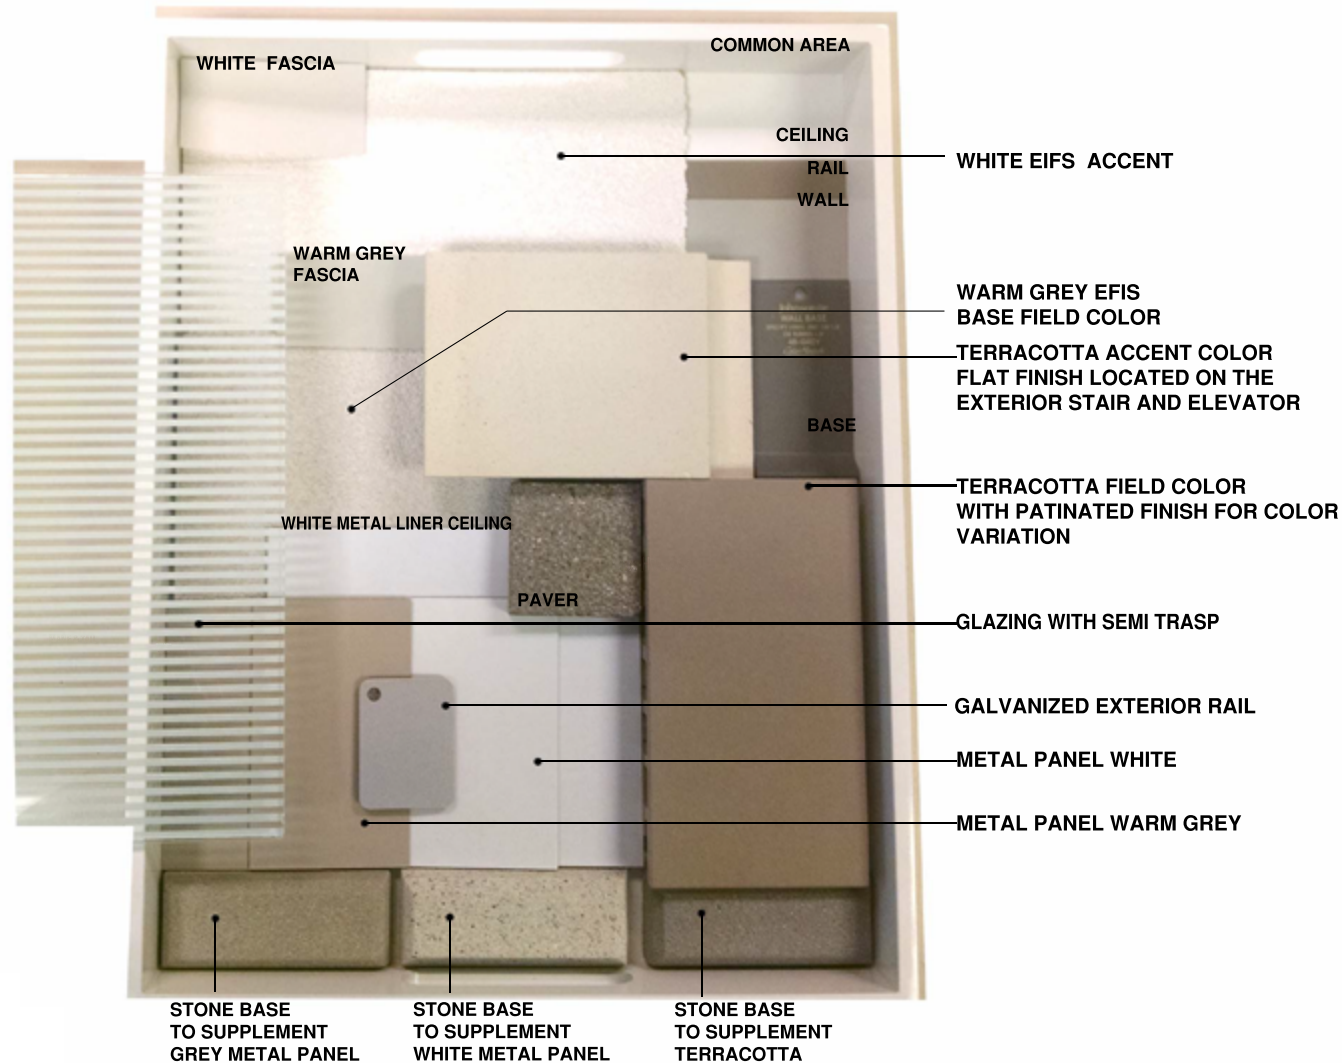 COMMON AREA
WHITE FASCIA
CEILING
RAIL
WALL
WHITE EIFS ACCENT
WARM GREY
FASCIA
WARM GREY EFIS
BASE FIELD COLOR
WALL BASE
TERRACOTTA ACCENT COLOR
FLAT FINISH LOCATED ON THE
EXTERIOR STAIR AND ELEVATOR
BASE
TERRACOTTA FIELD COLOR
WITH PATINATED FINISH FOR COLOR
VARIATION
WHITE METAL LINER CEILING
PAVER
GLAZING WITH SEMI TRASP
GALVANIZED EXTERIOR RAIL
METAL PANEL WHITE
METAL PANEL WARM GREY
STONE BASE
TO SUPPLEMENT
GREY METAL PANEL
STONE BASE
TO SUPPLEMENT
WHITE METAL PANEL
STONE BASE
TO SUPPLEMENT
TERRACOTTA